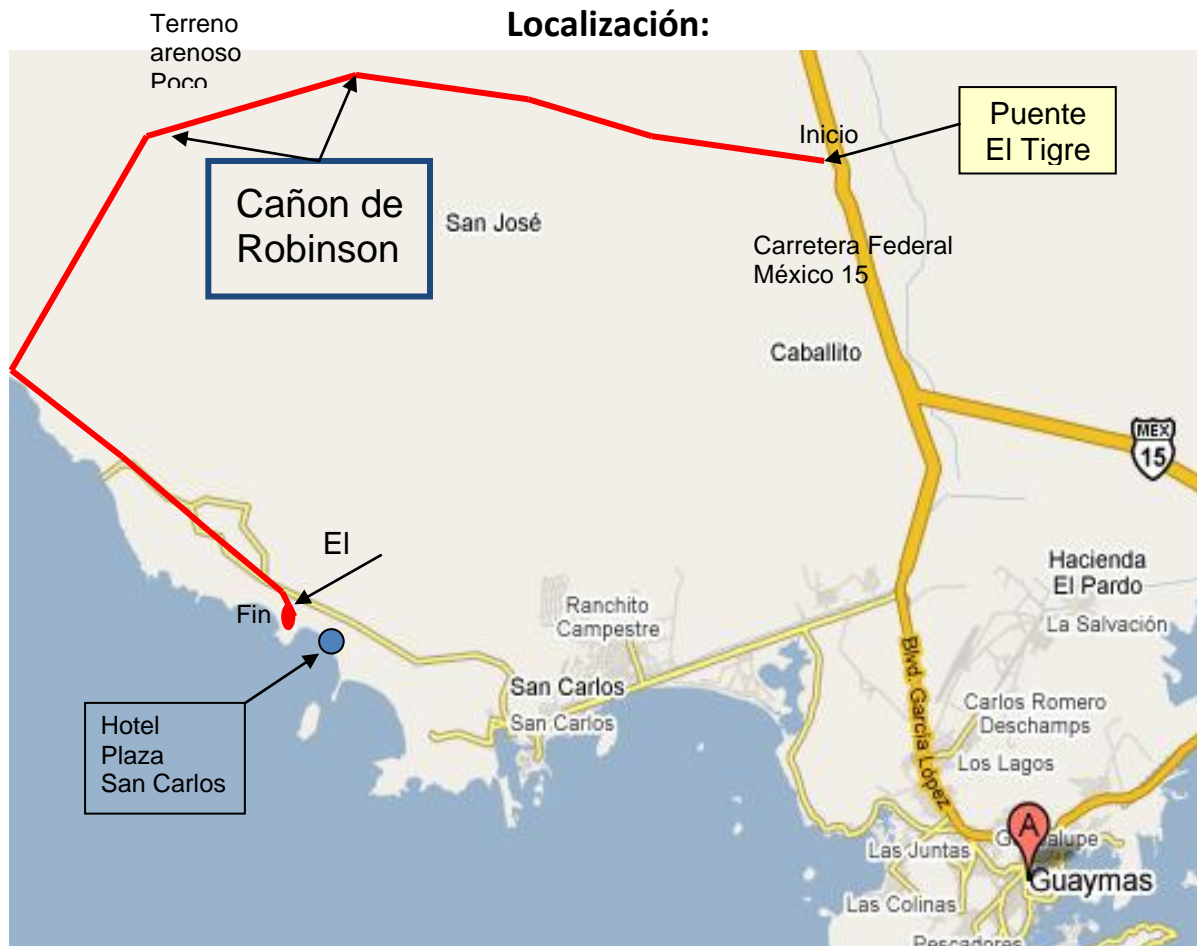 Localización:
Terreno
arenoso
Poco
Inicio
Puente
El Tigre
Cañon de
Robinson
San José
Carretera Federal
México 15
Caballito
MEX
15
El
Hacienda
El Pardo
Fin
Ranchito
Campestre
La Salvación
San Carlos
San Carlos
Blvd. García López
Carlos Romero
Deschamps
Hotel
Plaza
San Carlos
Los Lagos
A
Las Juntas
Guadalupe
Guaymas
Las Colinas
Pescadores